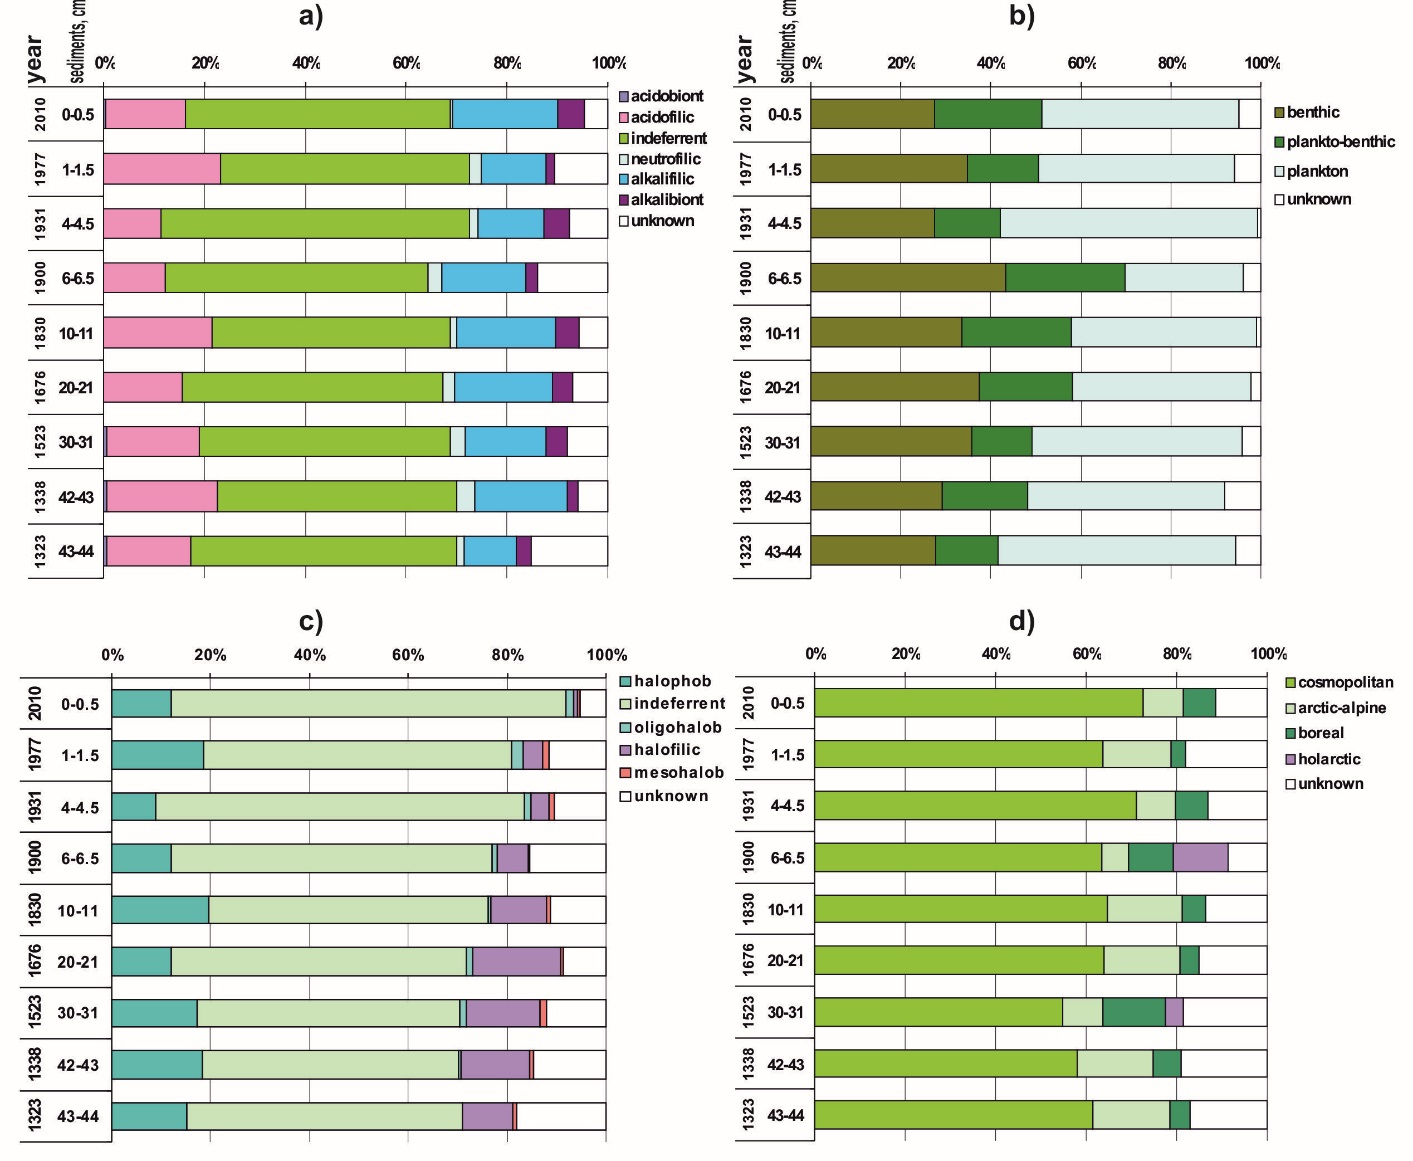 a)
year
sediments, cm
0% 20% 40% 60% 80% 100%
2010 0-0.5
1977 1-1.5
1931 4-4.5
1900 6-6.5
1830 10-11
1676 20-21
1523 30-31
1338 42-43
1323 43-44
acidobiont
acidofilic
indeferrent
neutrofilic
alkalifilic
alkalibiont
unknown
b)
year
sediments, cm
0% 20% 40% 60% 80% 100%
2010 0-0.5
1977 1-1.5
1931 4-4.5
1900 6-6.5
1830 10-11
1676 20-21
1523 30-31
1338 42-43
1323 43-44
benthic
plankto-benthic
plankton
unknown
c)
0% 20% 40% 60% 80% 100%
2010 0-0.5
1977 1-1.5
1931 4-4.5
1900 6-6.5
1830 10-11
1676 20-21
1523 30-31
1338 42-43
1323 43-44
halophob
indeferrent
oligohalob
halofilic
mesohalob
unknown
d)
0% 20% 40% 60% 80% 100%
2010 0-0.5
1977 1-1.5
1931 4-4.5
1900 6-6.5
1830 10-11
1676 20-21
1523 30-31
1338 42-43
1323 43-44
cosmopolitan
arctic-alpine
boreal
holarctic
unknown